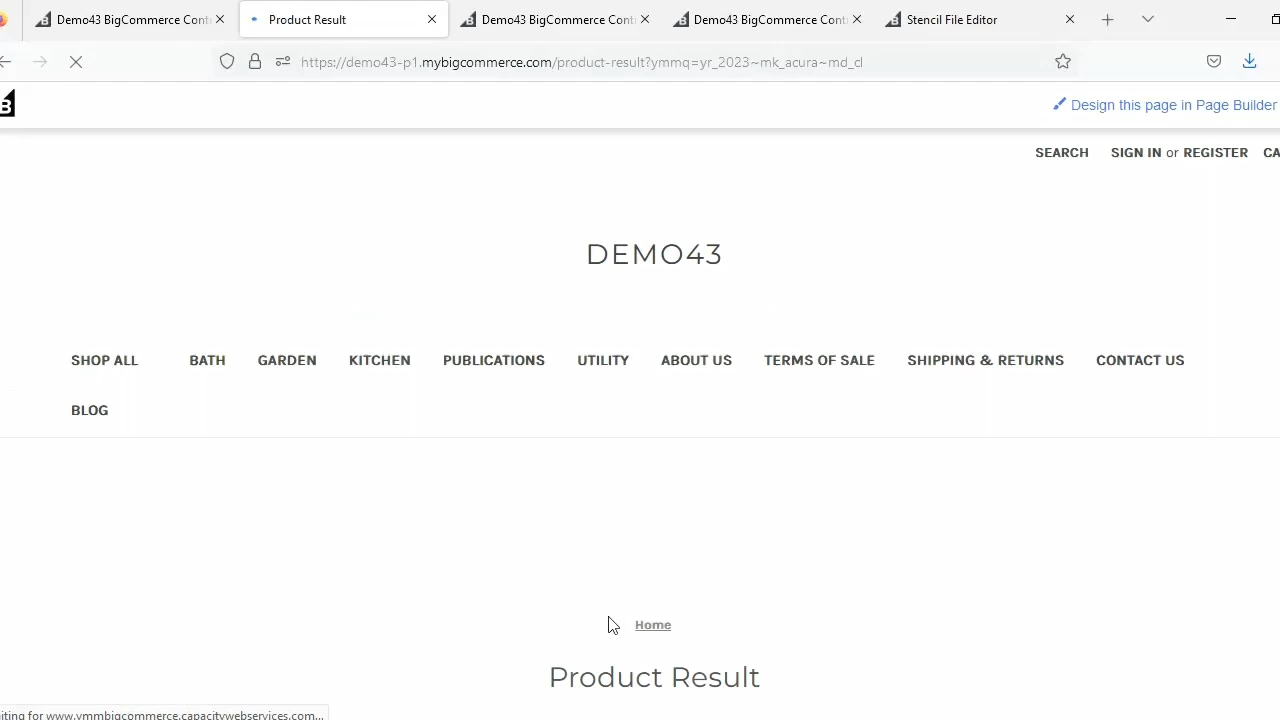 Demo43 BigCommerce Cont Product Result Demo43 BigCommerce Cont Demo43 BigCommerce Cont Stencil File Editor
https://demo43-p1.mybigcommerce.com/product-result?ymmq=yr_2023~mk_acura~md_cl
B Design this page in Page Builder
SEARCH SIGN IN or REGISTER CA
DEMO43
SHOP ALL BATH GARDEN KITCHEN PUBLICATIONS UTILITY ABOUT US TERMS OF SALE SHIPPING & RETURNS CONTACT US
BLOG
Home
Product Result
iting for www.ymmbigcommerce.capacitywebservices.com...